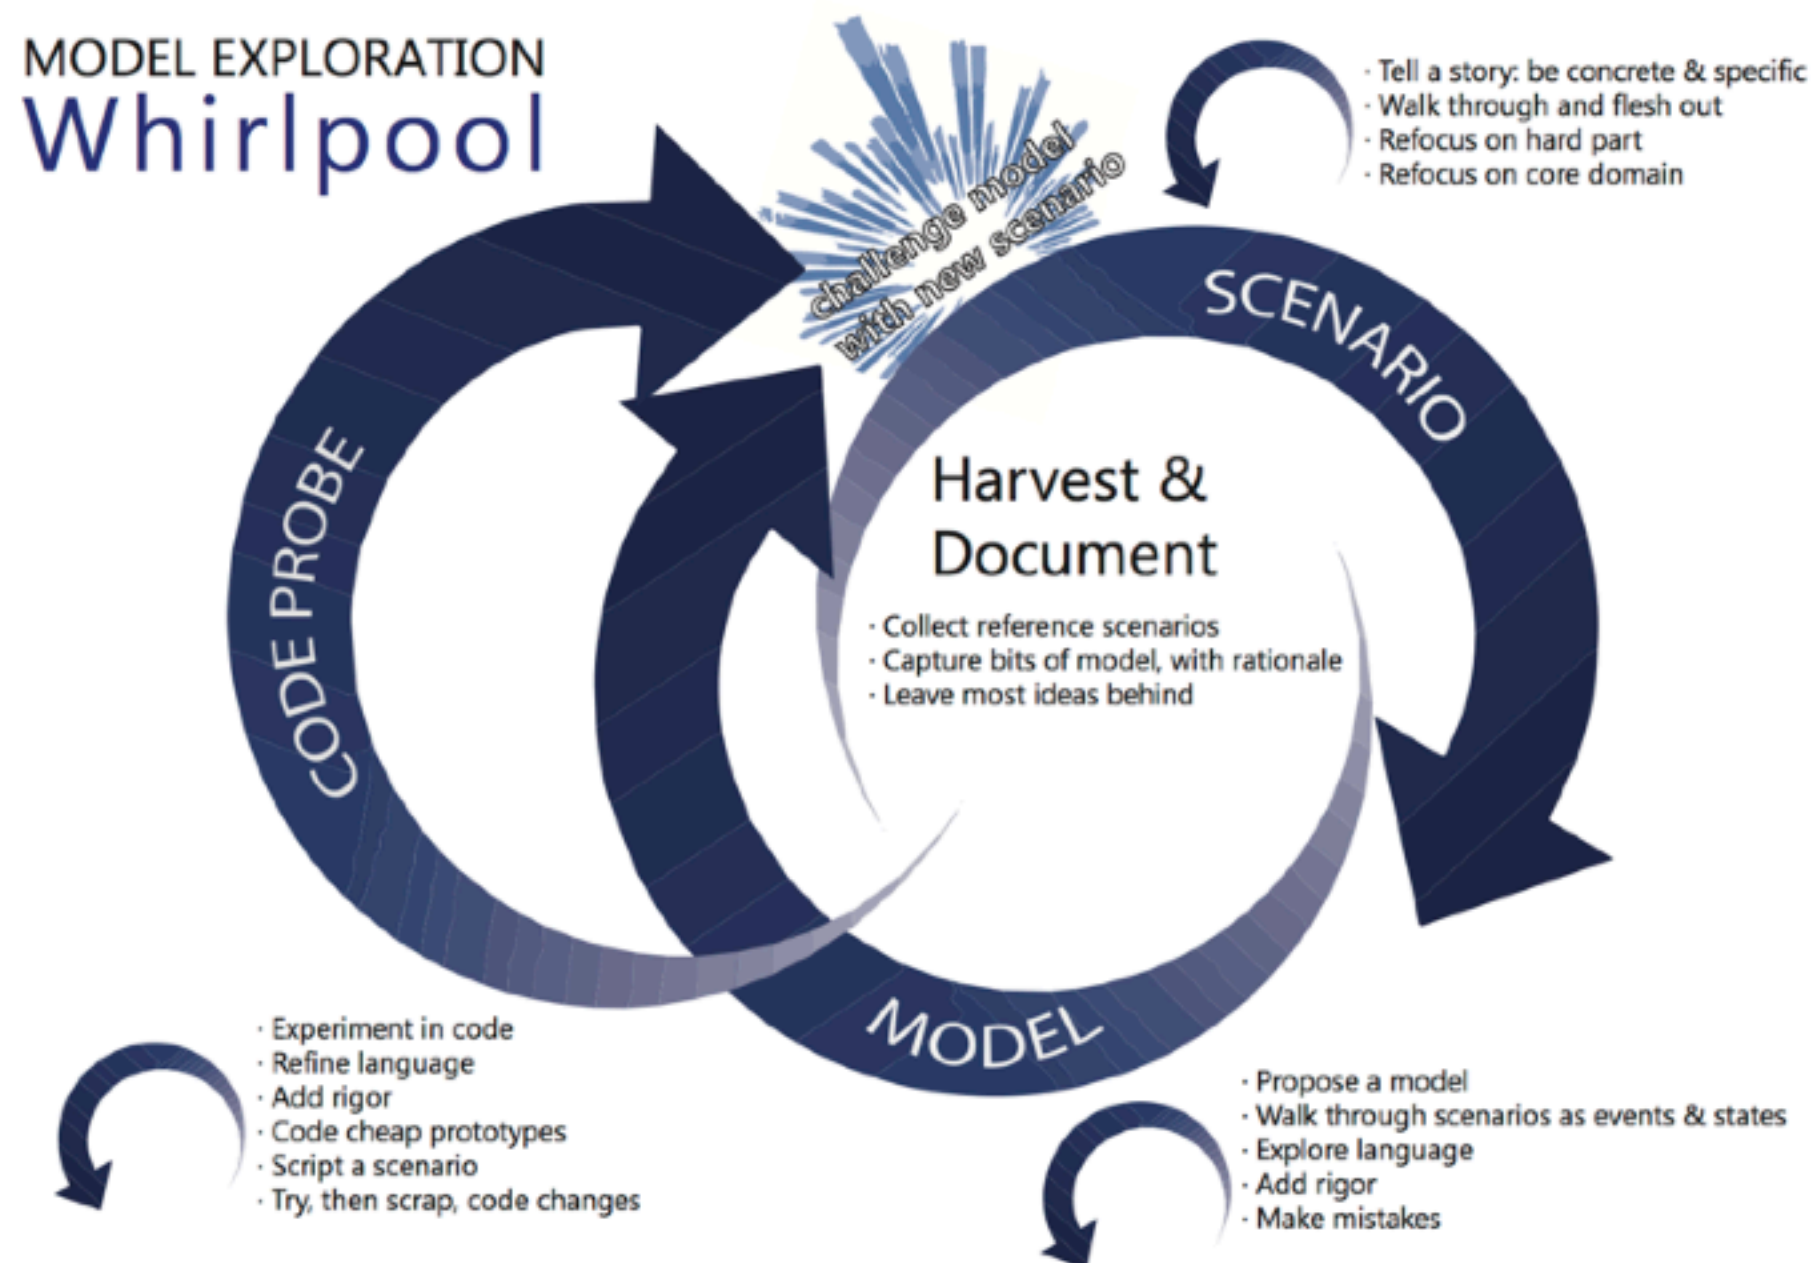 MODEL EXPLORATION
Whirlpool
challenge model
with new scenario
· Tell a story: be concrete & specific
· Walk through and flesh out
· Refocus on hard part
· Refocus on core domain
SCENARIO
Harvest &
Document
· Collect reference scenarios
· Capture bits of model, with rationale
· Leave most ideas behind
CODE PROBE
MODEL
· Experiment in code
· Refine language
· Add rigor
· Code cheap prototypes
· Script a scenario
· Try, then scrap, code changes
· Propose a model
· Walk through scenarios as events & states
· Explore language
· Add rigor
· Make mistakes